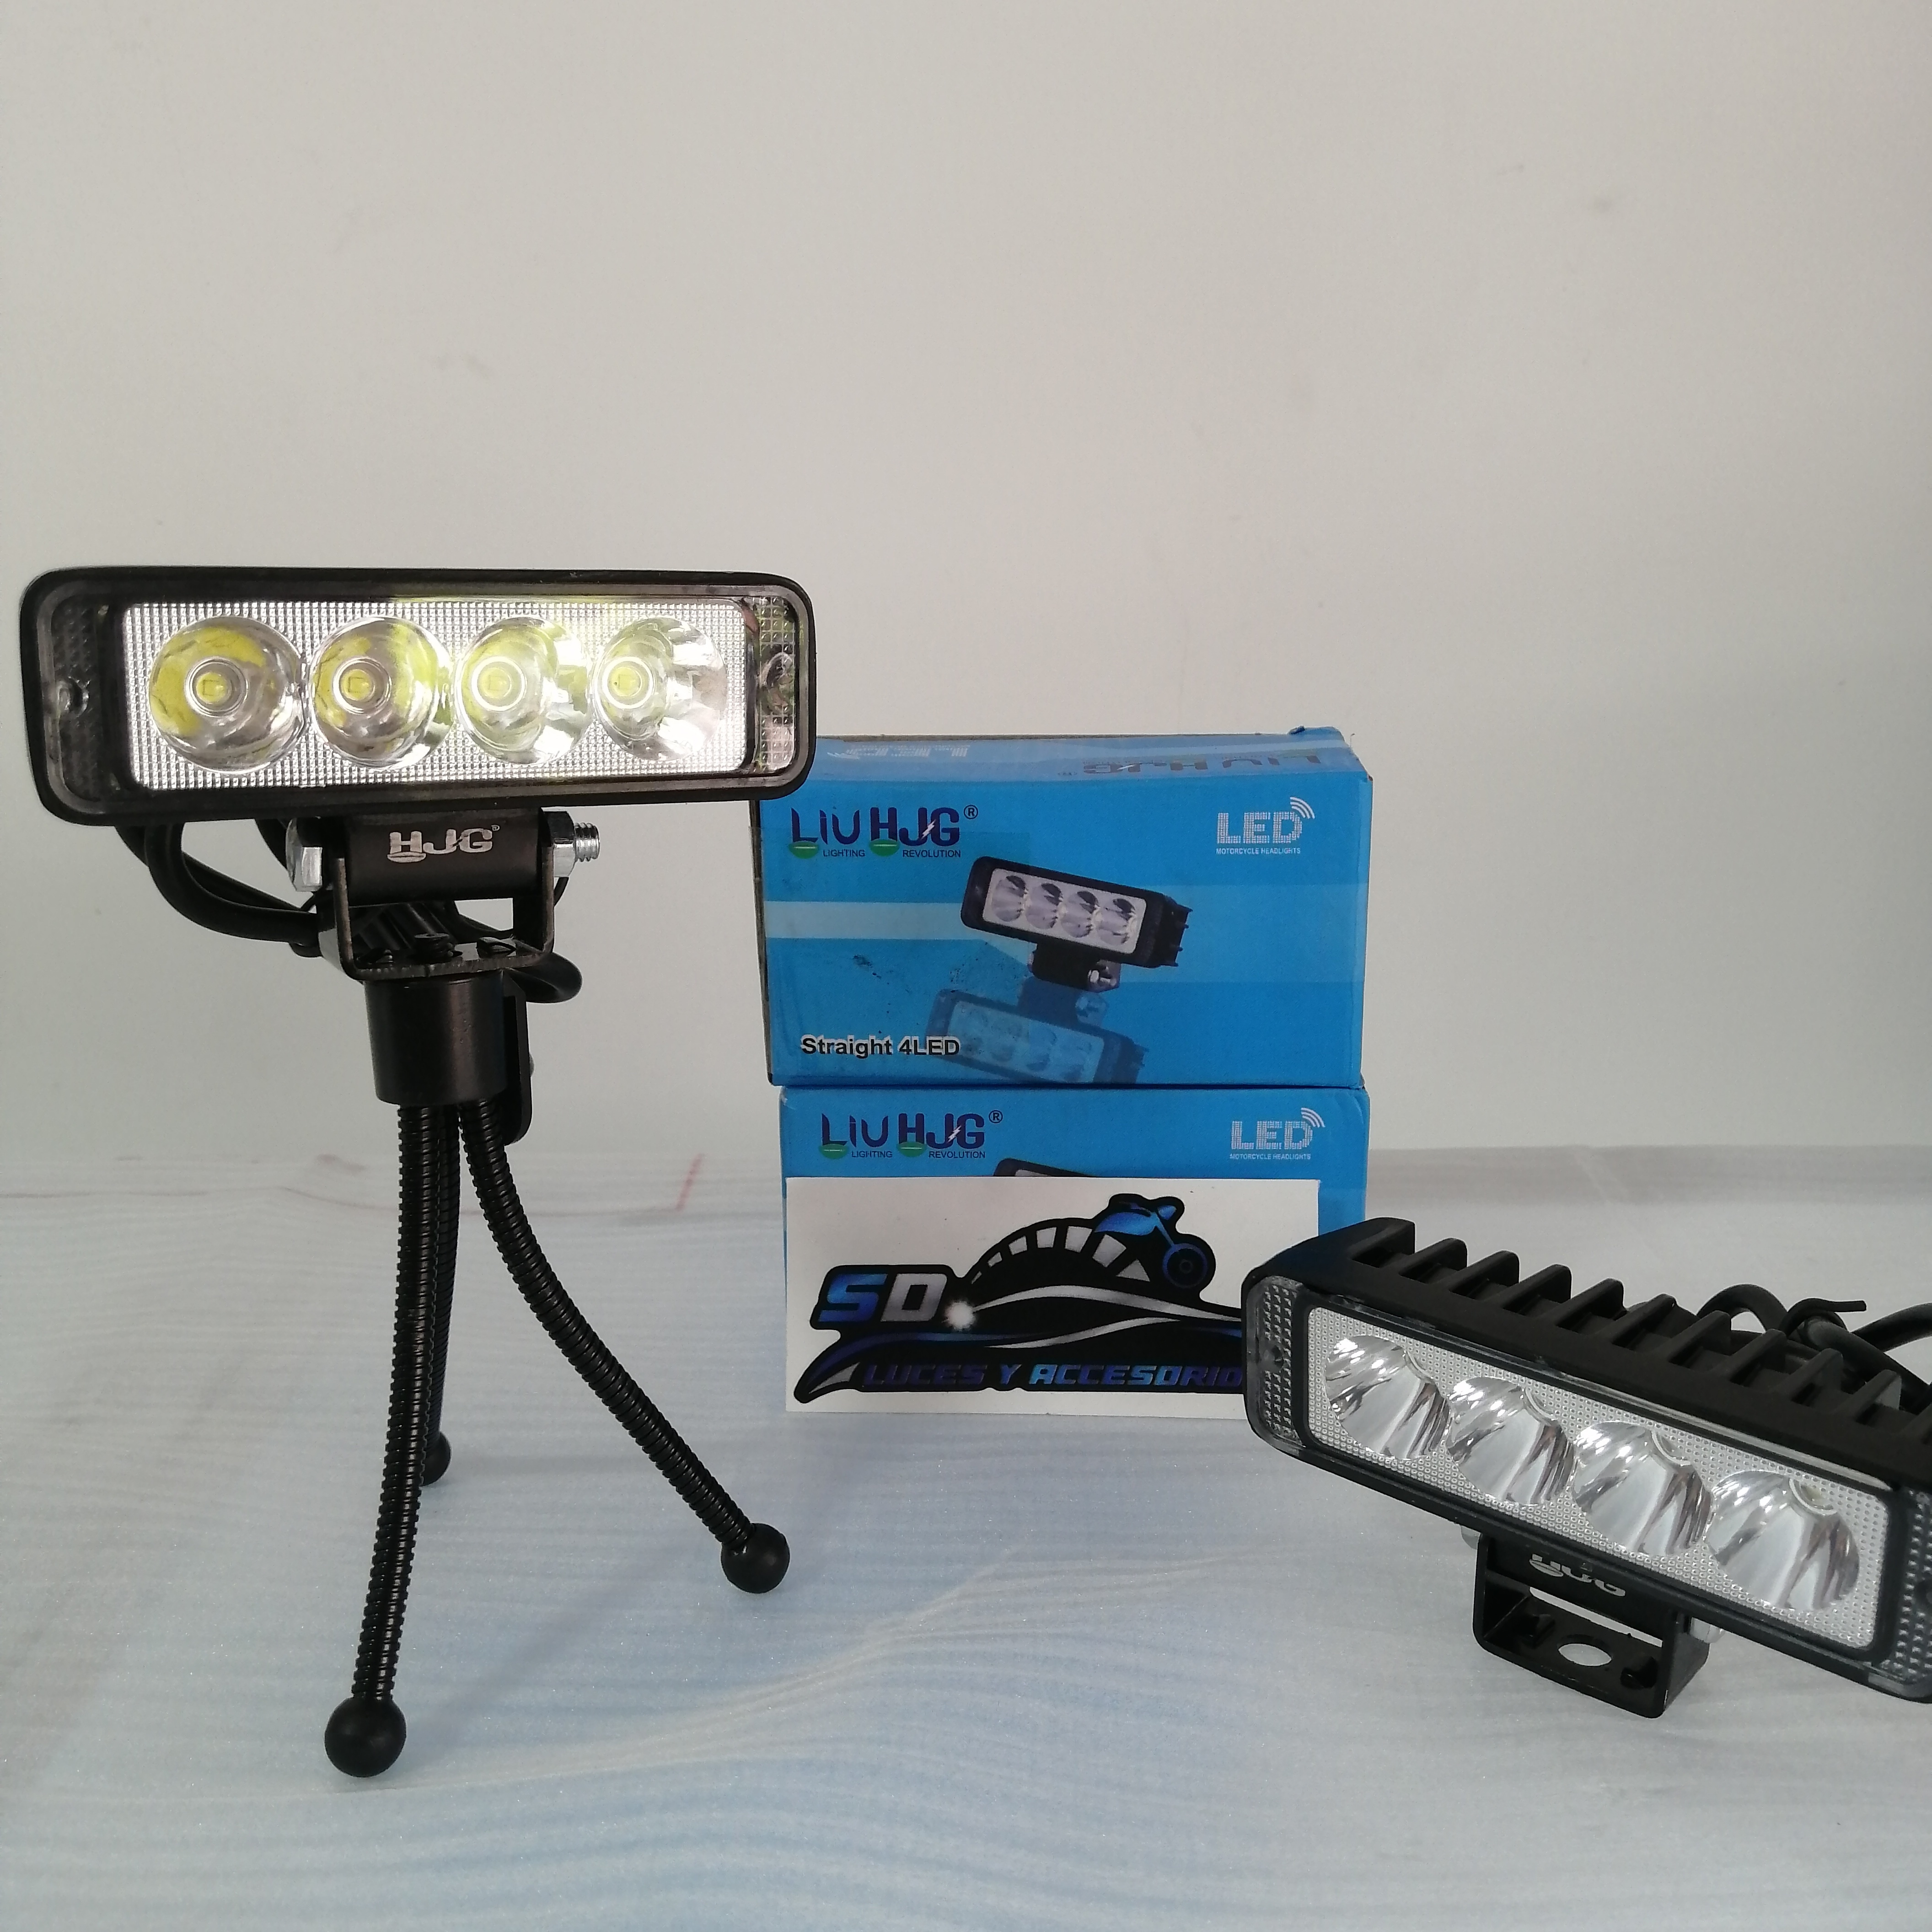 HJG®
LIU HJG®
LIGHTING REVOLUTION
LED
MOTORCYCLE HEADLIGHTS
Straight 4LED
LIU HJG®
LIGHTING REVOLUTION
LED
MOTORCYCLE HEADLIGHTS
SD
LUCES Y ACCESORIO
HJG